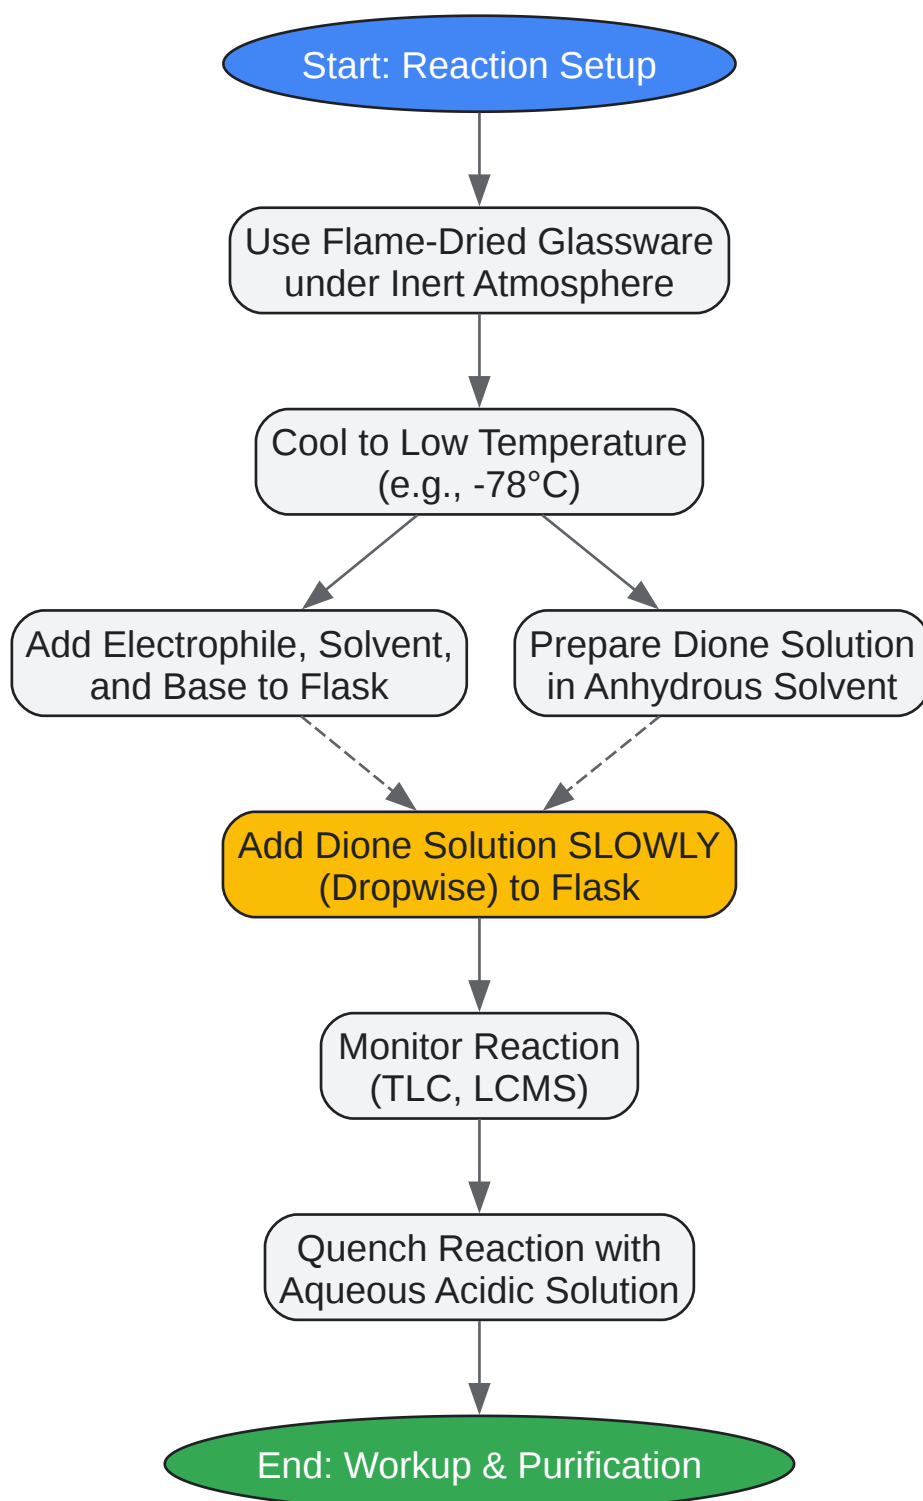 Start: Reaction Setup
Use Flame-Dried Glassware
under Inert Atmosphere
Cool to Low Temperature
(e.g., -78°C)
Add Electrophile, Solvent,
and Base to Flask
Prepare Dione Solution
in Anhydrous Solvent
Add Dione Solution SLOWLY
(Dropwise) to Flask
Monitor Reaction
(TLC, LCMS)
Quench Reaction with
Aqueous Acidic Solution
End: Workup & Purification